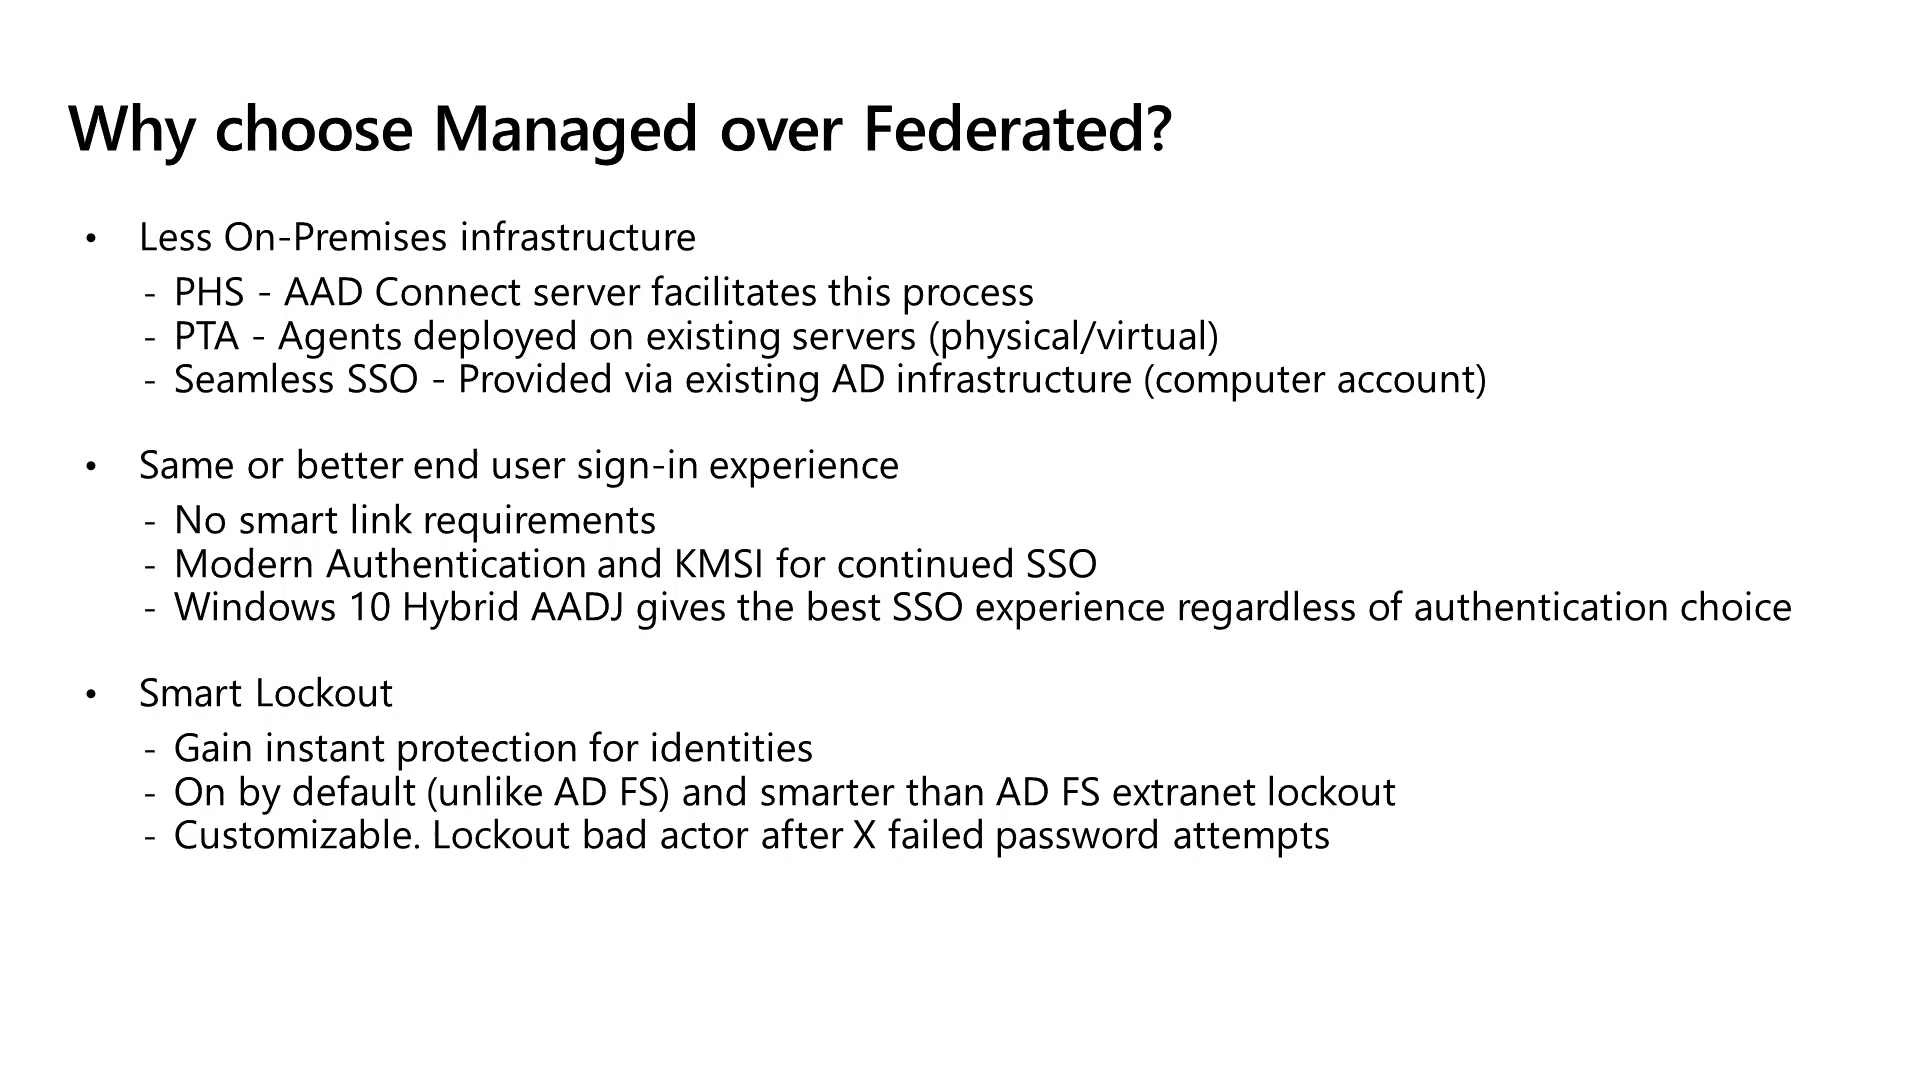 Why choose Managed over Federated?
• Less On-Premises infrastructure
- PHS - AAD Connect server facilitates this process
- PTA - Agents deployed on existing servers (physical/virtual)
- Seamless SSO - Provided via existing AD infrastructure (computer account)
• Same or better end user sign-in experience
- No smart link requirements
- Modern Authentication and KMSI for continued SSO
- Windows 10 Hybrid AADJ gives the best SSO experience regardless of authentication choice
• Smart Lockout
- Gain instant protection for identities
- On by default (unlike AD FS) and smarter than AD FS extranet lockout
- Customizable. Lockout bad actor after X failed password attempts